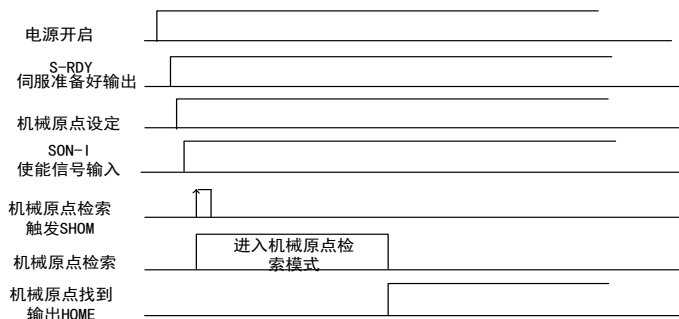 电源开启
S-RDY
伺服准备好输出
机械原点设定
SON-I
使能信号输入
机械原点检索
触发SHOM
机械原点检索
进入机械原点检
索模式
机械原点找到
输出HOME